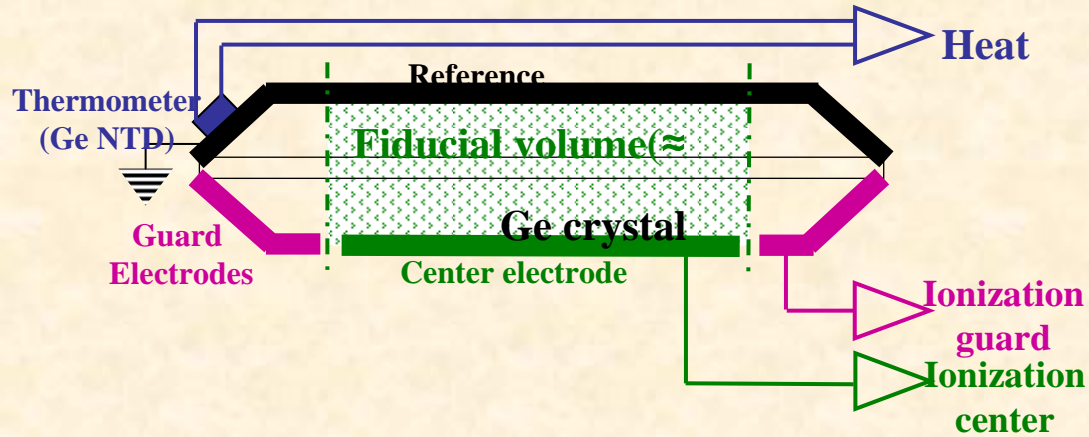 Heat
Reference
Thermometer
(Ge NTD)
Fiducial volume(≈
Ge crystal
Guard
Electrodes
Center electrode
Ionization
guard
Ionization
center